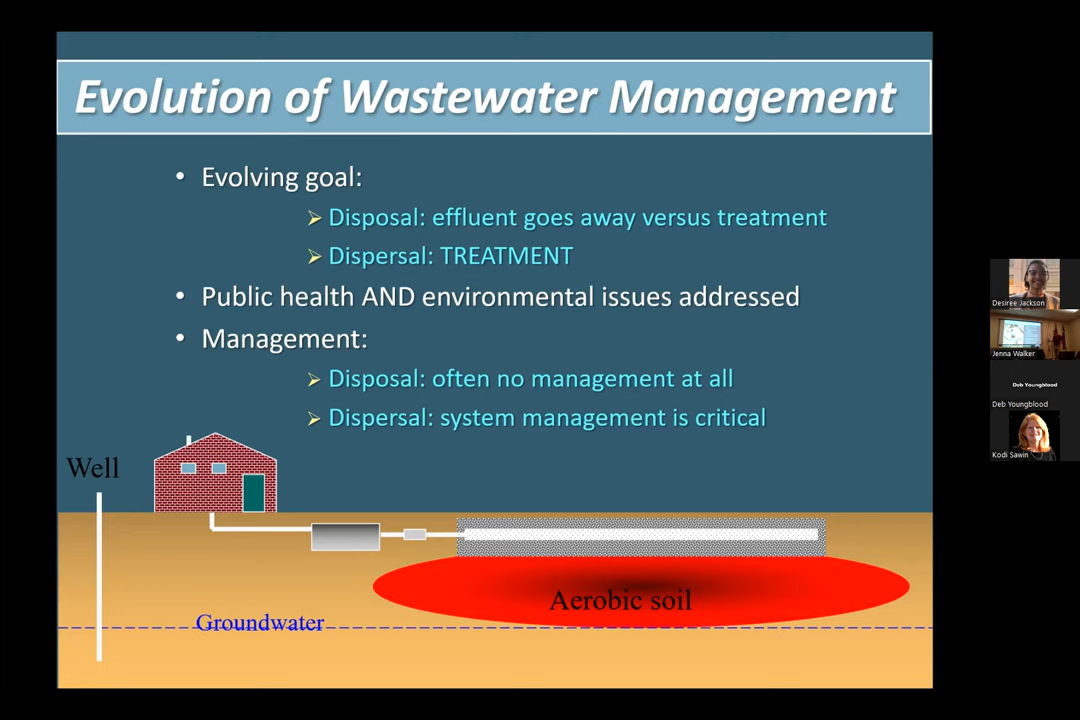 Evolution of Wastewater Management
• Evolving goal:
➢ Disposal: effluent goes away versus treatment
➢ Dispersal: TREATMENT
• Public health AND environmental issues addressed
• Management:
➢ Disposal: often no management at all
➢ Dispersal: system management is critical
Well
Aerobic soil
Groundwater
Desiree Jackson
Jenna Walker
Deb Youngblood
Deb Youngblood
Kodi Sawin